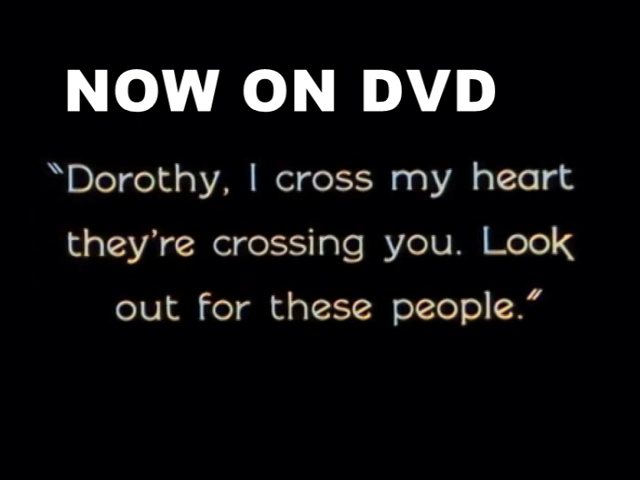 NOW ON DVD
"Dorothy, I cross my heart
they're crossing you. Look
out for these people."